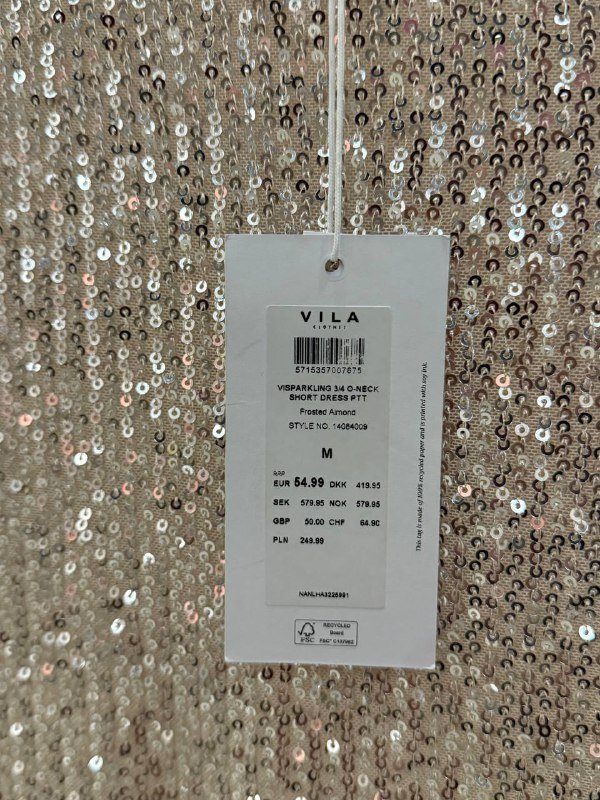 VILA
CLOTHES
5715357007675
VISPARKLING 3/4 O-NECK
SHORT DRESS PTT
Frosted Almond
STYLE NO. 14084009
M
RRP
EUR 54.99 DKK 419.95
SEK 579.95 NOK 579.95
GBP 50.00 CHF 64.90
PLN 249.99
NANLHA3225991
RECYCLED
Board
FSC
This tag is made of 100% recycled paper and is printed with soy ink.